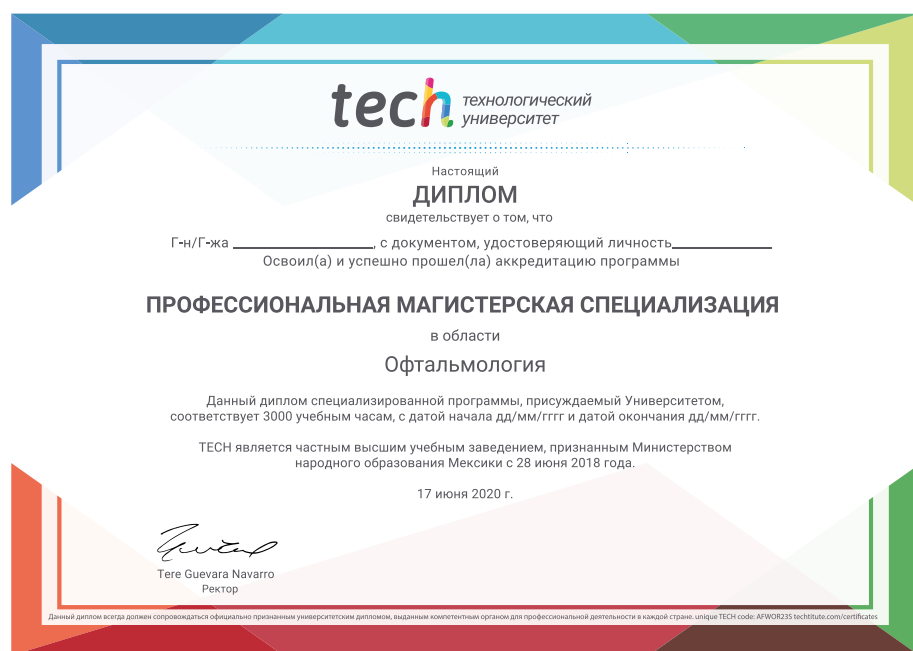 tech технологический университет
Настоящий
ДИПЛОМ
свидетельствует о том, что
Г-н/Г-жа ____________________, с документом, удостоверяющий личность______________
Освоил(а) и успешно прошел(ла) аккредитацию программы
ПРОФЕССИОНАЛЬНАЯ МАГИСТЕРСКАЯ СПЕЦИАЛИЗАЦИЯ
в области
Офтальмология
Данный диплом специализированной программы, присуждаемый Университетом,
соответствует 3000 учебным часам, с датой начала дд/мм/гггг и датой окончания дд/мм/гггг.
TECH является частным высшим учебным заведением, признанным Министерством
народного образования Мексики с 28 июня 2018 года.
17 июня 2020 г.
Tere Guevara Navarro
Ректор
Данный диплом всегда должен сопровождаться официально признанным университетским дипломом, выданным компетентным органом для профессиональной деятельности в каждой стране. unique TECH code: AFWOR235 techtitute.com/certificates